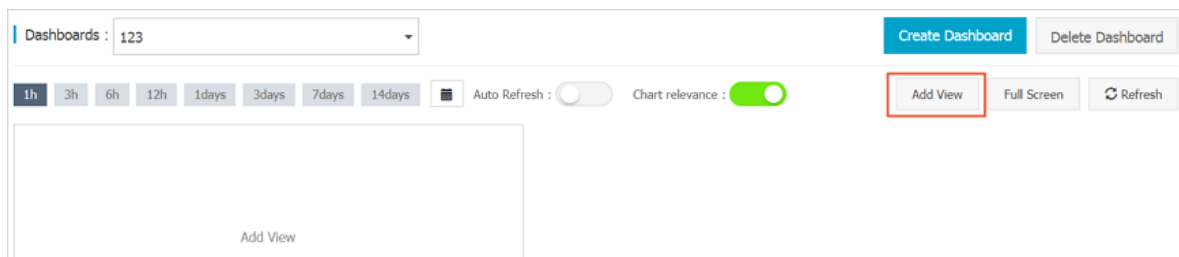 Dashboards : 123 Create Dashboard Delete Dashboard
1h 3h 6h 12h 1days 3days 7days 14days Auto Refresh : Chart relevance : Add View Full Screen Refresh
Add View